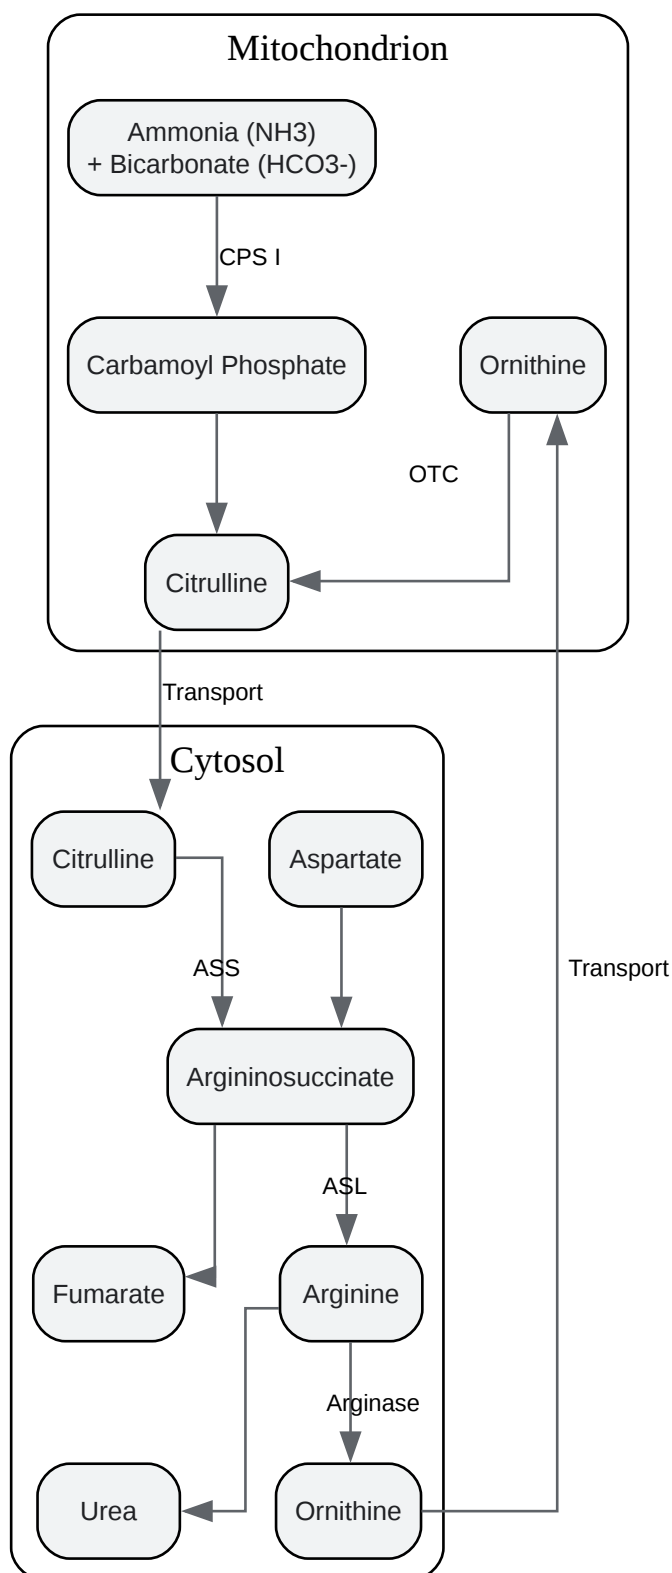 Mitochondrion
Ammonia (NH3)
+ Bicarbonate (HCO3-)
CPS I
Carbamoyl Phosphate
Ornithine
OTC
Citrulline
Transport
Cytosol
Citrulline
Aspartate
ASS
Transport
Argininosuccinate
ASL
Fumarate
Arginine
Arginase
Urea
Ornithine